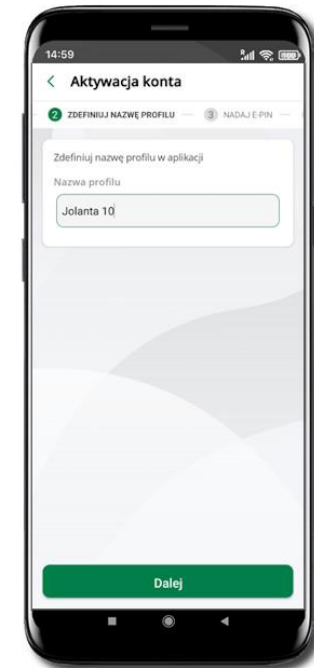 14:59
Aktywacja konta
2 ZDEFINIUJ NAZWĘ PROFILU 3 NADAJ E-PIN
Zdefiniuj nazwę profilu w aplikacji
Nazwa profilu
Jolanta 10
Dalej